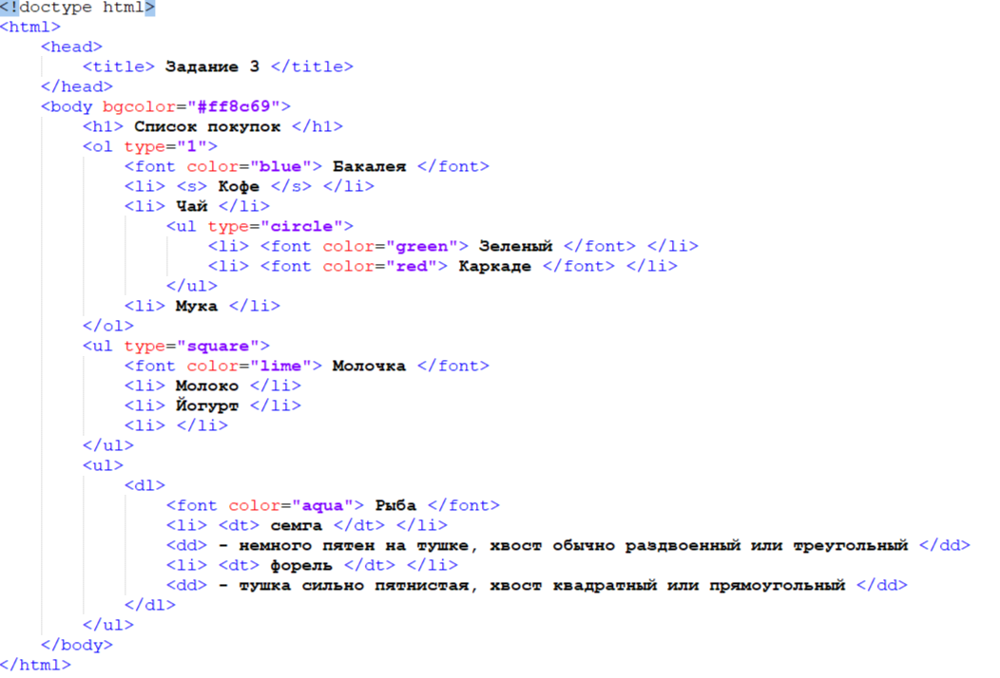 <!doctype html>
<html>
<head>
<title> Задание 3 </title>
</head>
<body bgcolor="#ff8c69">
<h1> Список покупок </h1>
<ol type="1">
<font color="blue"> Бакалея </font>
<li> <s> Кофе </s> </li>
<li> Чай </li>
<ul type="circle">
<li> <font color="green"> Зеленый </font> </li>
<li> <font color="red"> Каркаде </font> </li>
</ul>
<li> Мука </li>
</ol>
<ul type="square">
<font color="lime"> Молочка </font>
<li> Молоко </li>
<li> Йогурт </li>
<li> </li>
</ul>
<ul>
<dl>
<font color="aqua"> Рыба </font>
<li> <dt> семга </dt> </li>
<dd> - немного пятен на тушке, хвост обычно раздвоенный или треугольный </dd>
<li> <dt> форель </dt> </li>
<dd> - тушка сильно пятнистая, хвост квадратный или прямоугольный </dd>
</dl>
</ul>
</body>
</html>